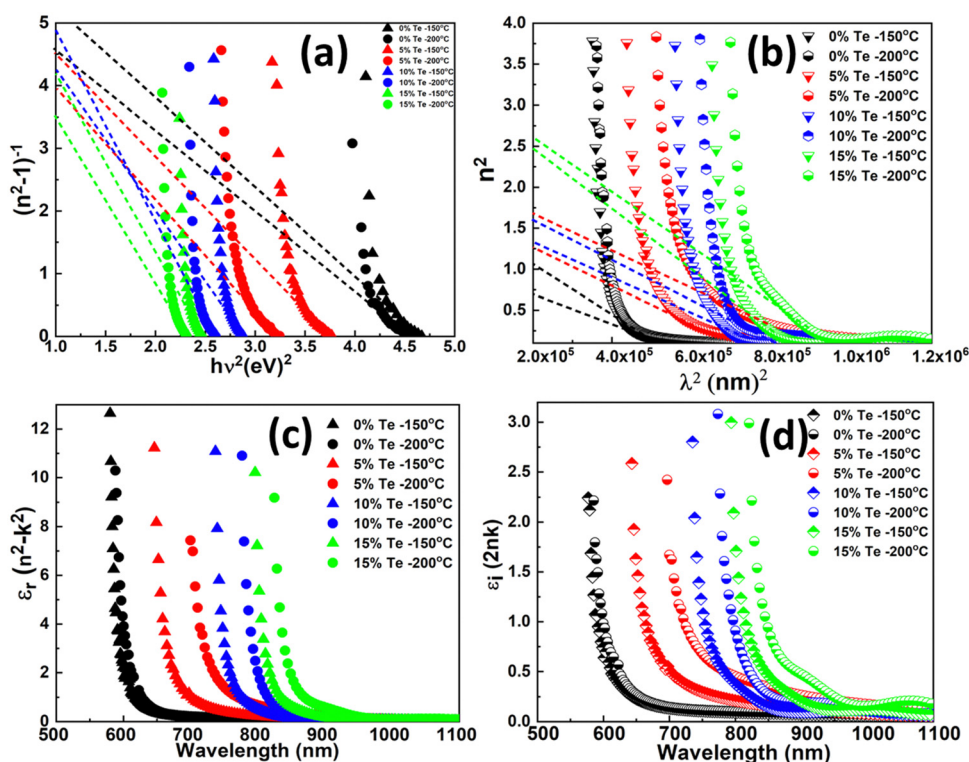 (a)
(n²-1)⁻¹
5
4
3
2
1
0
1.0 1.5 2.0 2.5 3.0 3.5 4.0 4.5 5.0
hν²(eV)²
0% Te -150°C
0% Te -200°C
5% Te -150°C
5% Te -200°C
10% Te -150°C
10% Te -200°C
15% Te -150°C
15% Te -200°C
(b)
n²
4.0
3.5
3.0
2.5
2.0
1.5
1.0
0.5
2.0x10⁵ 4.0x10⁵ 6.0x10⁵ 8.0x10⁵ 1.0x10⁶ 1.2x10⁶
λ² (nm)²
0% Te -150°C
0% Te -200°C
5% Te -150°C
5% Te -200°C
10% Te -150°C
10% Te -200°C
15% Te -150°C
15% Te -200°C
(c)
εr (n²-k²)
12
10
8
6
4
2
0
500 600 700 800 900 1000 1100
Wavelength (nm)
0% Te -150°C
0% Te -200°C
5% Te -150°C
5% Te -200°C
10% Te -150°C
10% Te -200°C
15% Te -150°C
15% Te -200°C
(d)
εi (2nk)
3.0
2.5
2.0
1.5
1.0
0.5
0.0
500 600 700 800 900 1000 1100
Wavelength (nm)
0% Te -150°C
0% Te -200°C
5% Te -150°C
5% Te -200°C
10% Te -150°C
10% Te -200°C
15% Te -150°C
15% Te -200°C